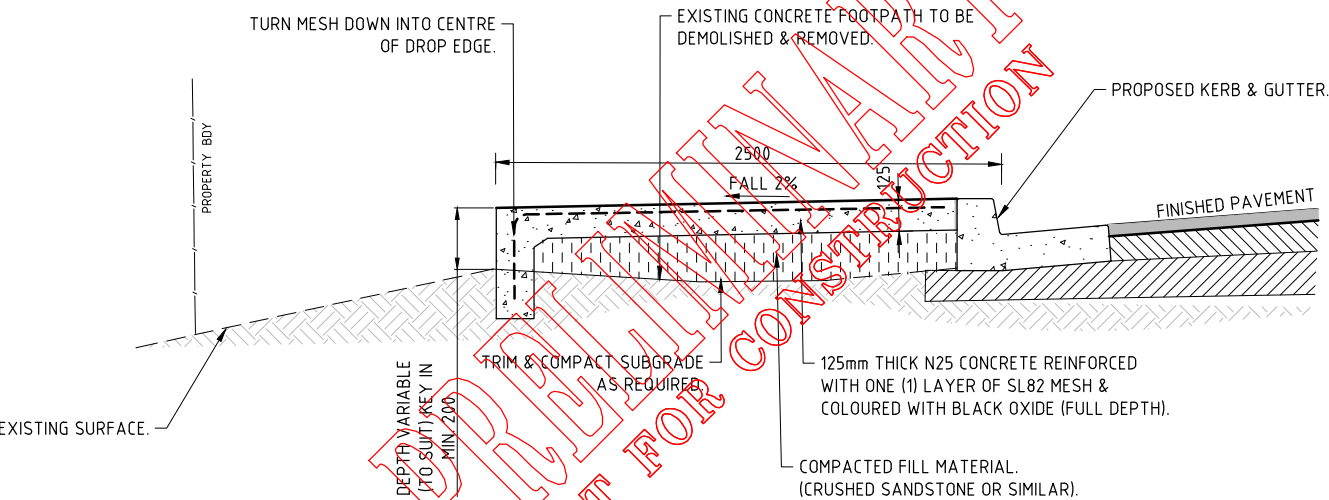 TURN MESH DOWN INTO CENTRE
OF DROP EDGE.
EXISTING CONCRETE FOOTPATH TO BE
DEMOLISHED & REMOVED.
PROPOSED KERB & GUTTER.
PROPERTY BDY
2500
FALL 2%
125
FINISHED PAVEMENT
TRIM & COMPACT SUBGRADE
AS REQUIRED.
125mm THICK N25 CONCRETE REINFORCED
WITH ONE (1) LAYER OF SL82 MESH &
COLOURED WITH BLACK OXIDE (FULL DEPTH).
EXISTING SURFACE.
DEPTH VARIABLE
(TO SUIT) KEY IN
MIN. 200
COMPACTED FILL MATERIAL.
(CRUSHED SANDSTONE OR SIMILAR).
PRELIMINARY
FOR CONSTRUCTION